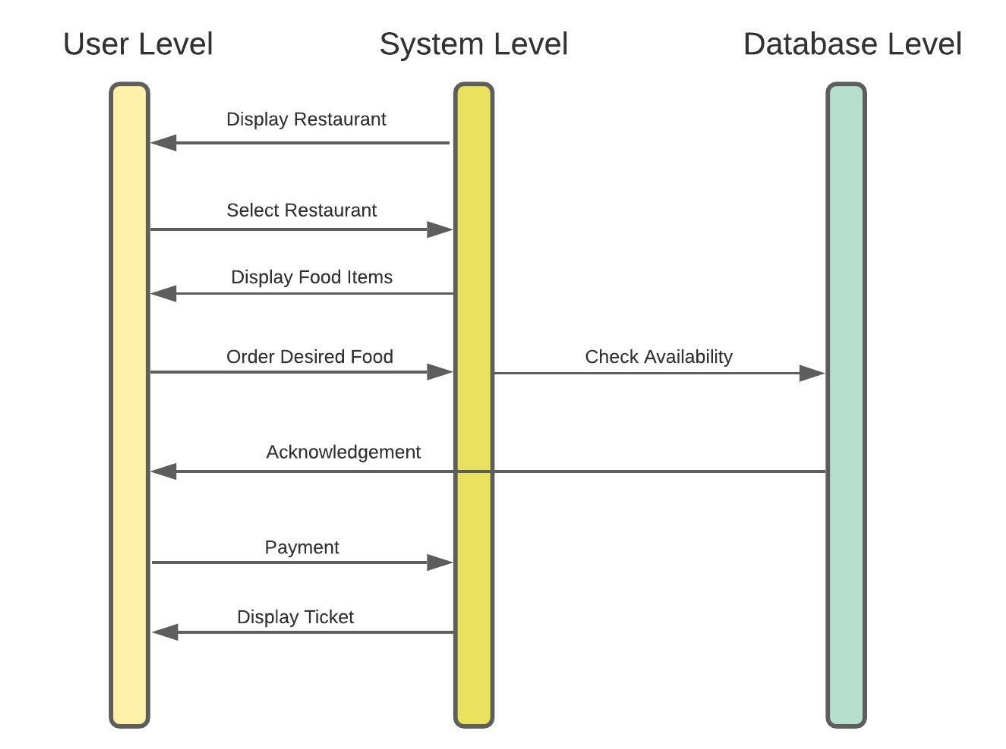 User Level
System Level
Database Level
Display Restaurant
Select Restaurant
Display Food Items
Order Desired Food
Check Availability
Acknowledgement
Payment
Display Ticket